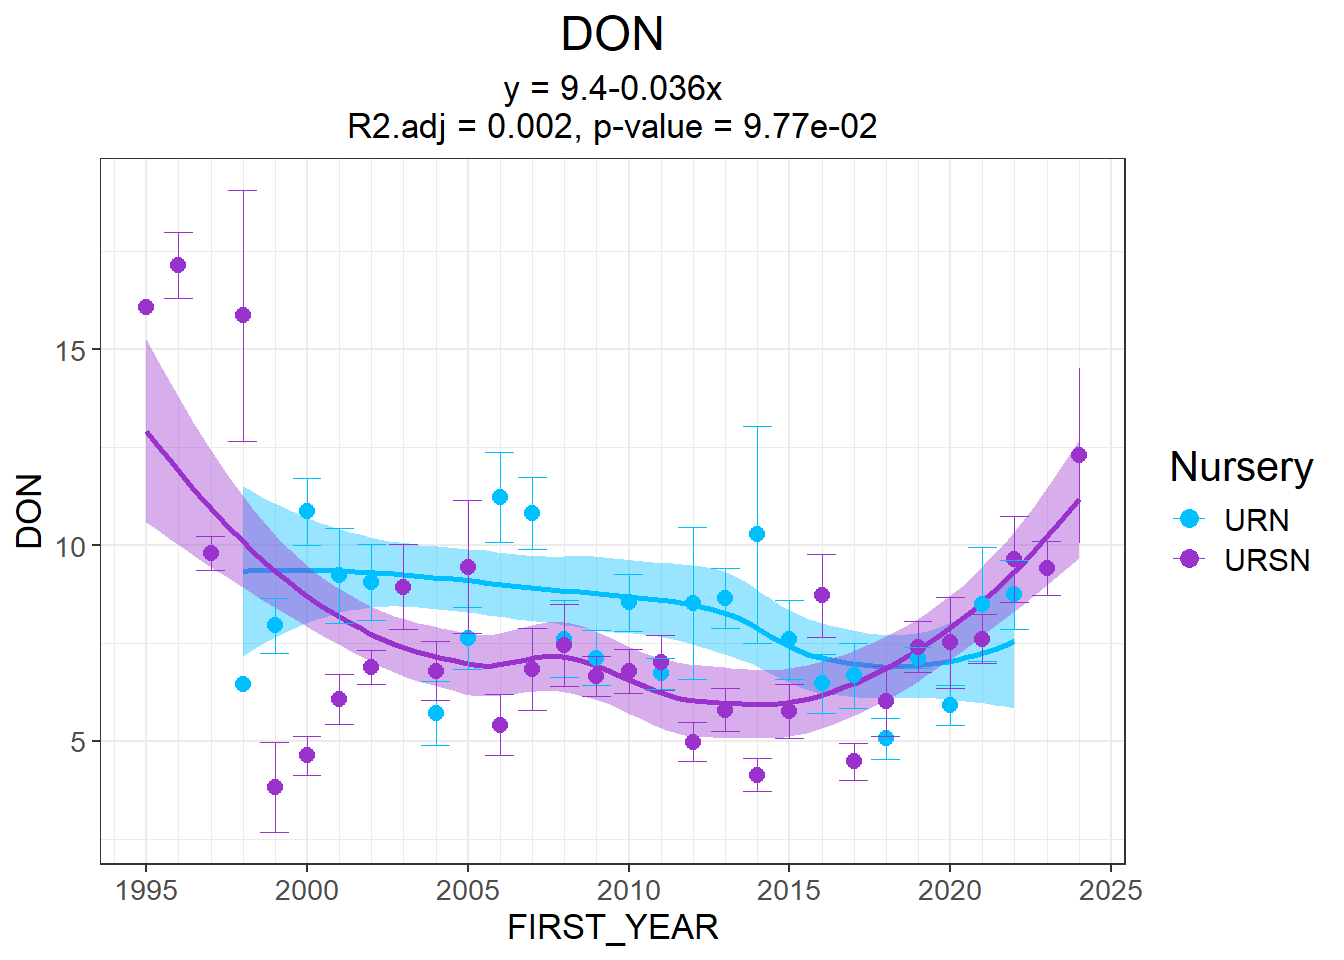 DON
y = 9.4-0.036x
R2.adj = 0.002, p-value = 9.77e-02
DON
15
10
5
1995 2000 2005 2010 2015 2020 2025
FIRST_YEAR
Nursery
URN
URSN